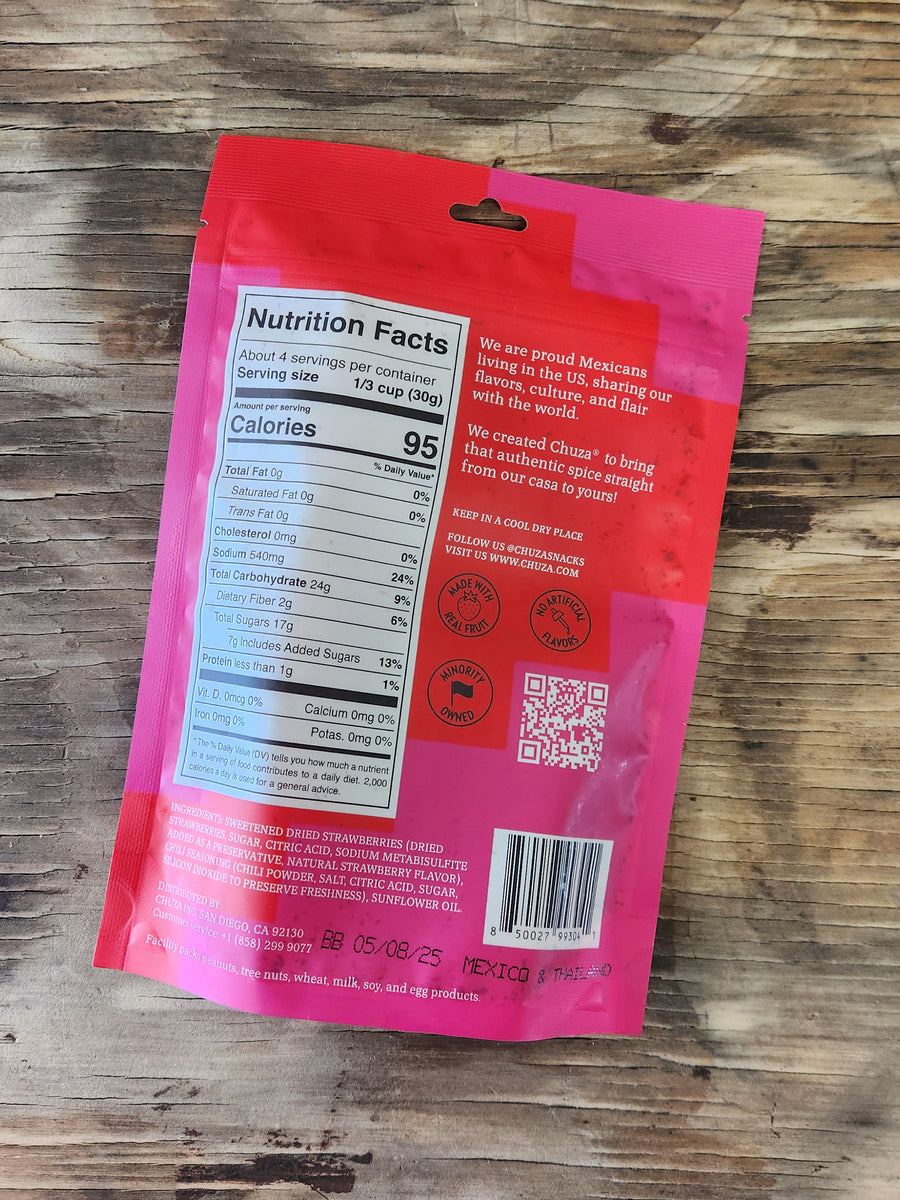 Nutrition Facts
About 4 servings per container
Serving size 1/3 cup (30g)
Amount per serving
Calories 95
% Daily Value*
Total Fat 0g 0%
Saturated Fat 0g 0%
Trans Fat 0g
Cholesterol 0mg 0%
Sodium 540mg 24%
Total Carbohydrate 24g 9%
Dietary Fiber 2g 6%
Total Sugars 17g
7g Includes Added Sugars 13%
Protein less than 1g 1%
Vit. D. 0mcg 0% Calcium 0mg 0%
Iron 0mg 0% Potas. 0mg 0%
* The % Daily Value (DV) tells you how much a nutrient
in a serving of food contributes to a daily diet. 2,000
calories a day is used for a general advice.
We are proud Mexicans
living in the US, sharing our
flavors, culture, and flair
with the world.
We created Chuza® to bring
that authentic spice straight
from our casa to yours!
KEEP IN A COOL DRY PLACE
FOLLOW US @CHUZASNACKS
VISIT US WWW.CHUZA.COM
MADE WITH
REAL FRUIT
NO ARTIFICIAL
FLAVORS
MINORITY
OWNED
INGREDIENTS: SWEETENED DRIED STRAWBERRIES (DRIED
STRAWBERRIES, SUGAR, CITRIC ACID, SODIUM METABISULFITE
ADDED AS A PRESERVATIVE, NATURAL STRAWBERRY FLAVOR),
CHILI SEASONING (CHILI POWDER, SALT, CITRIC ACID, SUGAR,
SILICON DIOXIDE TO PRESERVE FRESHNESS), SUNFLOWER OIL.
DISTRIBUTED BY
CHUZA INC, SAN DIEGO, CA 92130
Customer service: +1 (858) 299 9077
BB 05/08/25
MEXICO & THAILAND
8 50027 99304 1
Facility packs peanuts, tree nuts, wheat, milk, soy, and egg products.